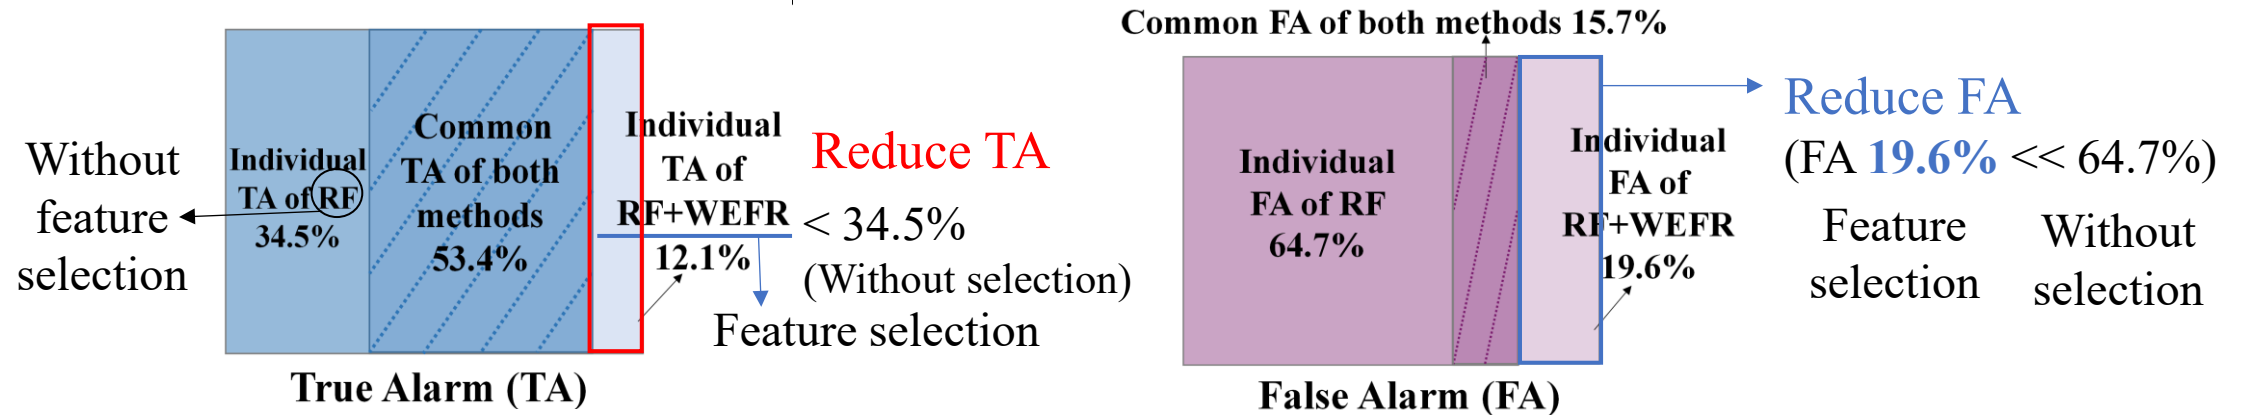 Without
feature
selection
Individual
TA of RF
34.5%
Common
TA of both
methods
53.4%
Individual
TA of
RF+WEFR
12.1%
Reduce TA
< 34.5%
(Without selection)
Feature selection
True Alarm (TA)
Common FA of both methods 15.7%
Individual
FA of RF
64.7%
Individual
FA of
RF+WEFR
19.6%
Reduce FA
(FA 19.6% << 64.7%)
Feature
selection
Without
selection
False Alarm (FA)